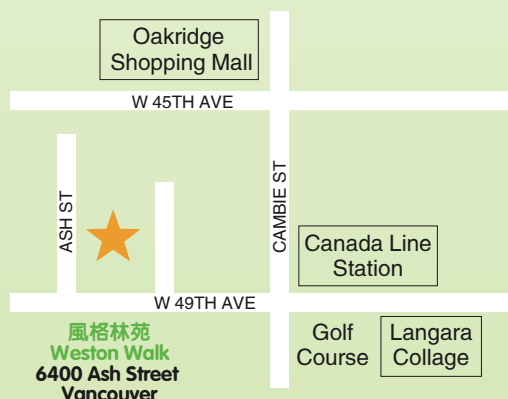 Oakridge
Shopping Mall
W 45TH AVE
ASH ST
CAMBIE ST
Canada Line
Station
W 49TH AVE
風格林苑
Weston Walk
6400 Ash Street
Vancouver
Golf
Course
Langara
Collage